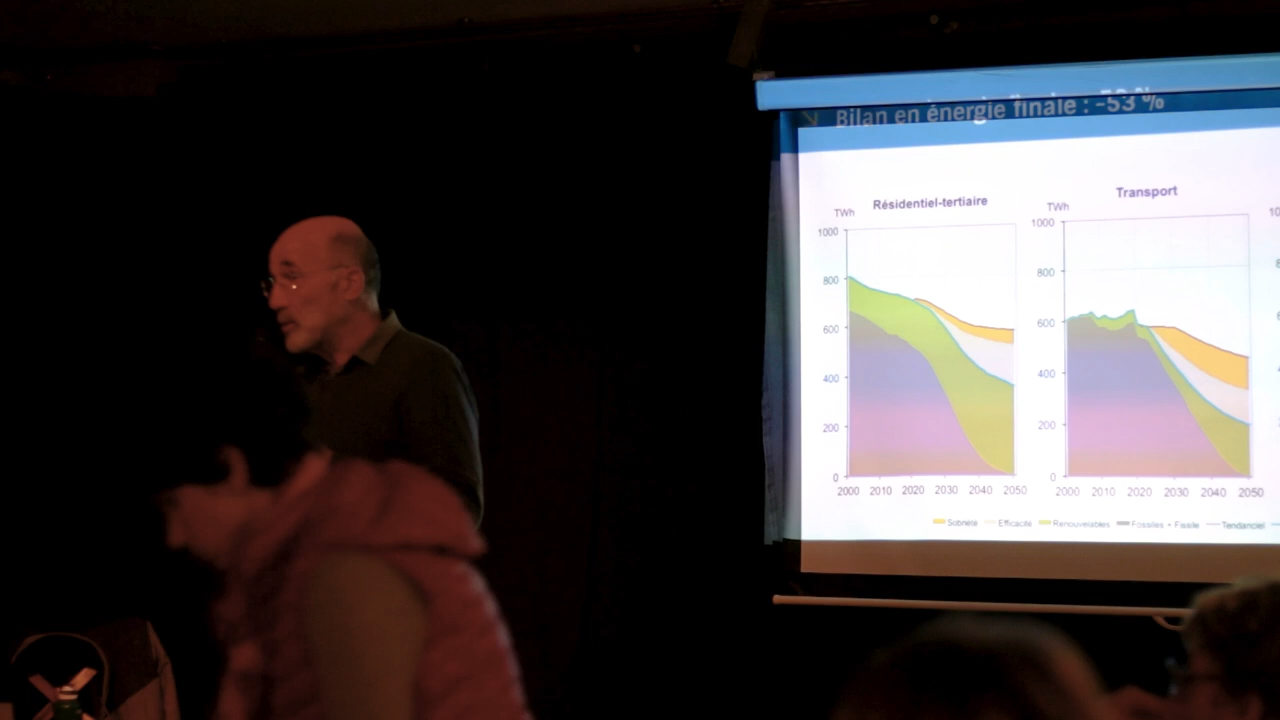 Bilan en énergie finale : -53 %
Résidentiel-tertiaire
TWh
1000
800
600
400
200
0
2000 2010 2020 2030 2040 2050
Transport
TWh
1000
800
600
400
200
0
2000 2010 2020 2030 2040 2050
10
Sobriété Efficacité Renouvelables Fossiles + Fissile Tendanciel